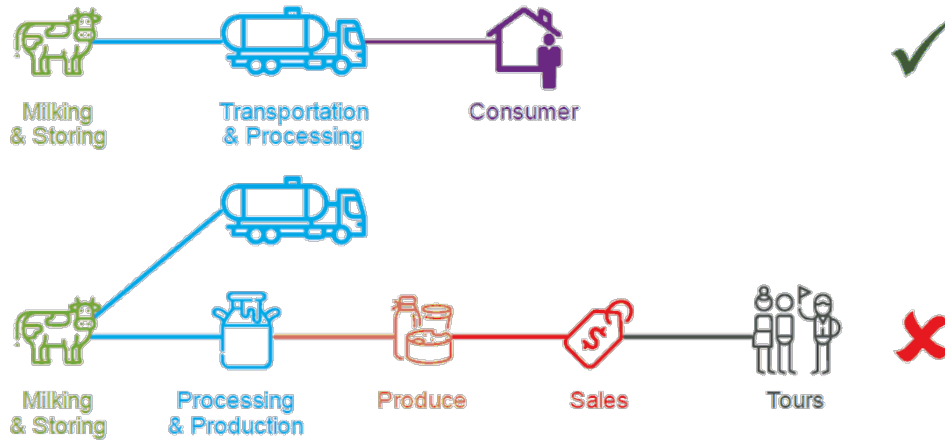 Milking
& Storing
Transportation
& Processing
Consumer
Milking
& Storing
Processing
& Production
Produce
$
Sales
Tours